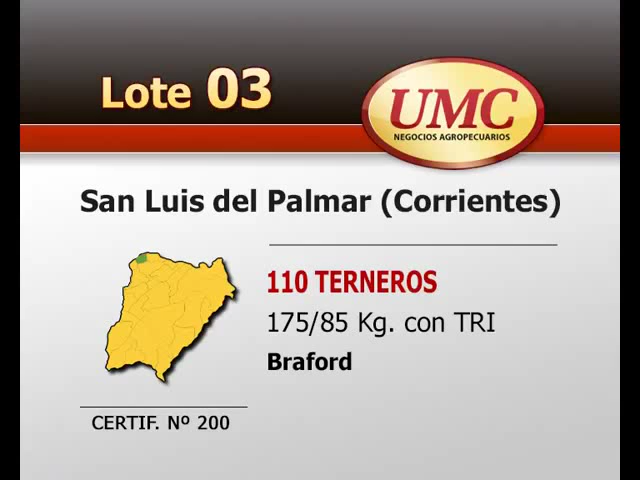 Lote 03
UMC
NEGOCIOS AGROPECUARIOS
San Luis del Palmar (Corrientes)
110 TERNEROS
175/85 Kg. con TRI
Braford
CERTIF. Nº 200